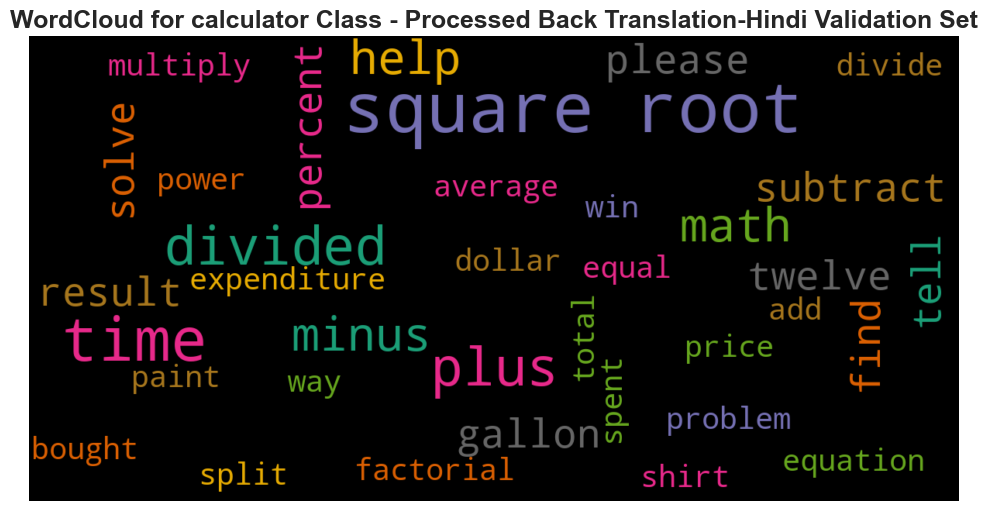 WordCloud for calculator Class - Processed Back Translation-Hindi Validation Set
multiply
percent
help
please
divide
square root
solve
power
average
win
subtract
math
divided
dollar
equal
twelve
tell
expenditure
result
add
time
minus
total
find
plus
price
paint
way
spent
problem
gallon
bought
split
factorial
shirt
equation